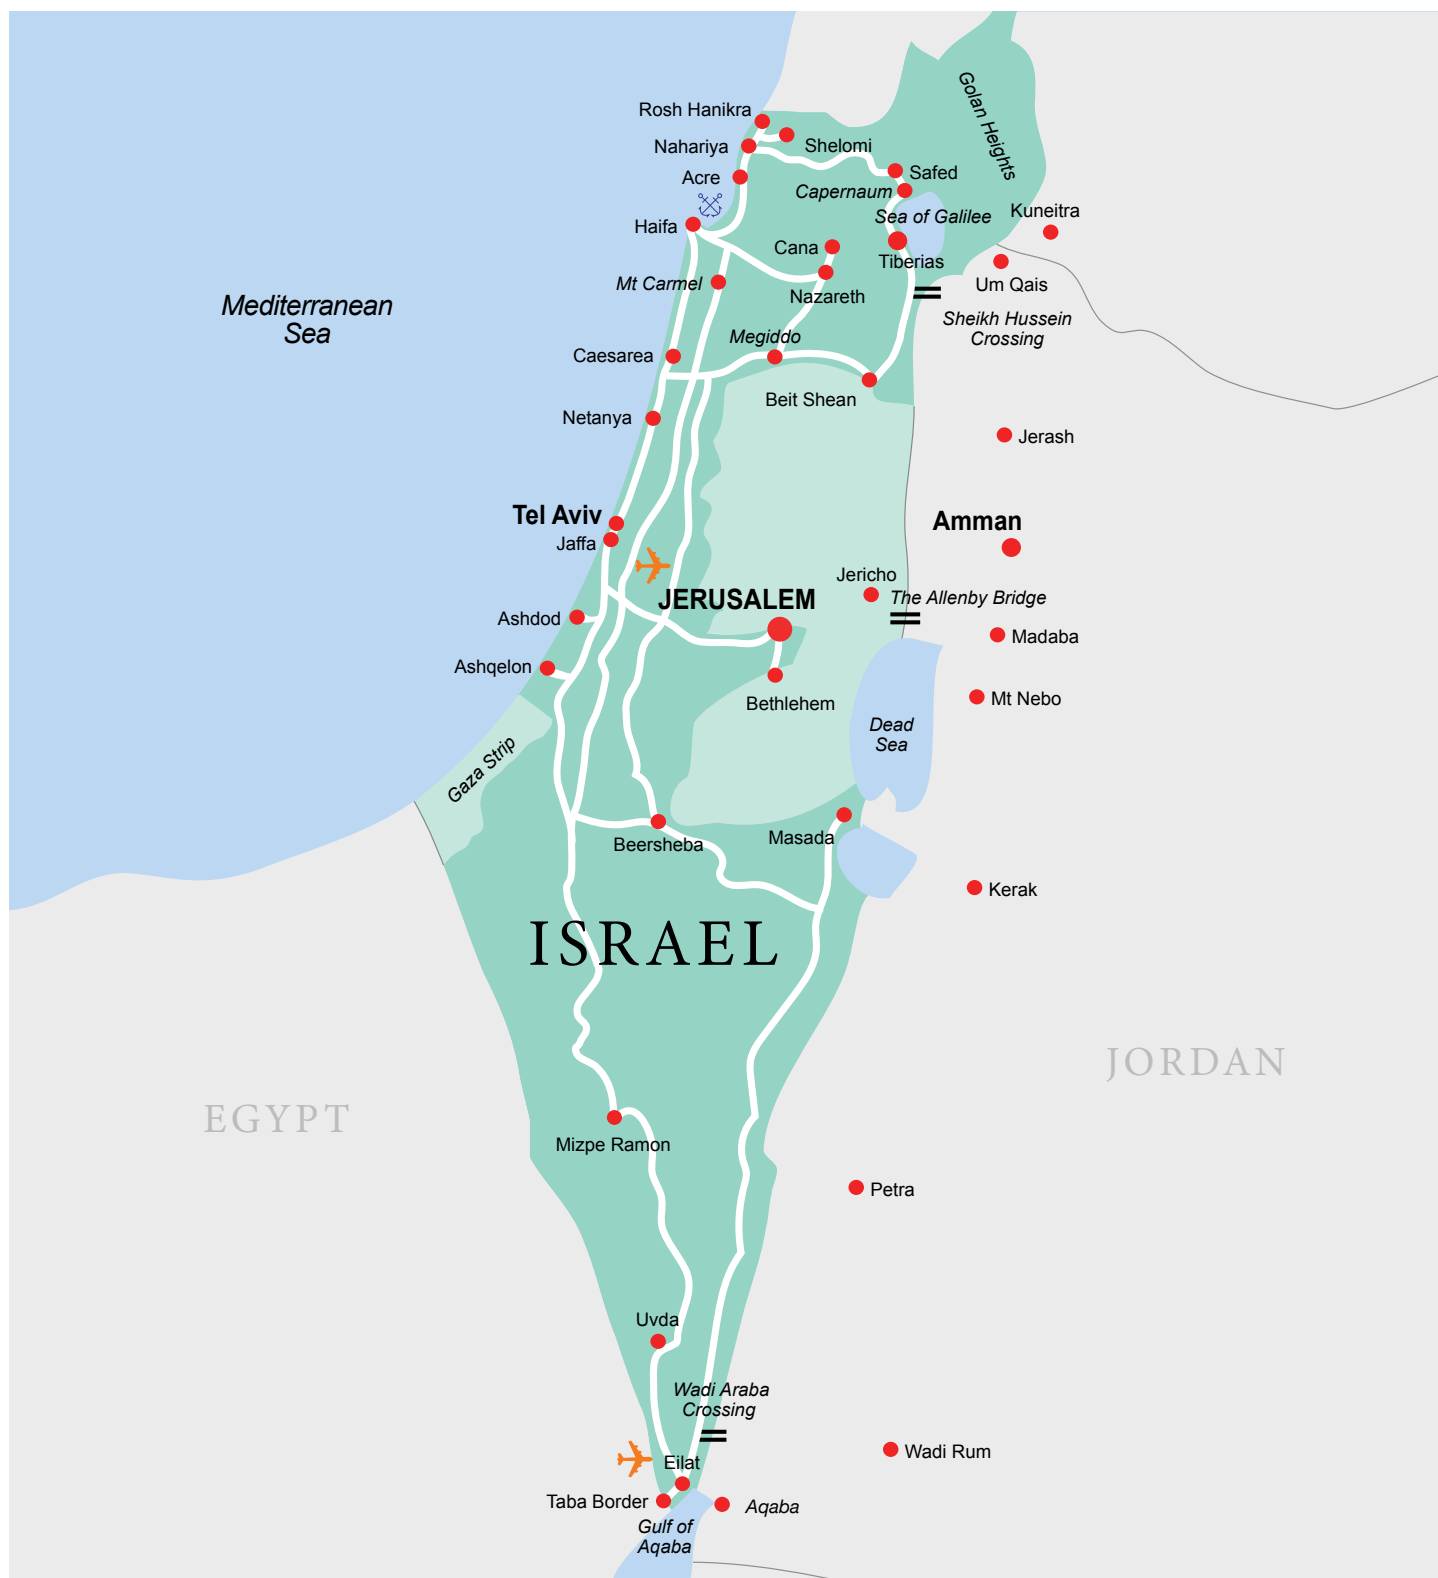 Golan Heights
Rosh Hanikra
Nahariya
Shelomi
Acre
Safed
Capernaum
Haifa
Sea of Galilee
Kuneitra
Cana
Tiberias
Mt Carmel
Nazareth
Um Qais
Mediterranean
Sea
Sheikh Hussein
Crossing
Megiddo
Caesarea
Beit Shean
Netanya
Jerash
Tel Aviv
Amman
Jaffa
Jericho
JERUSALEM
The Allenby Bridge
Ashdod
Madaba
Ashqelon
Bethlehem
Mt Nebo
Dead
Sea
Gaza Strip
Beersheba
Masada
Kerak
ISRAEL
JORDAN
EGYPT
Mizpe Ramon
Petra
Uvda
Wadi Araba
Crossing
Wadi Rum
Eilat
Taba Border
Aqaba
Gulf of
Aqaba